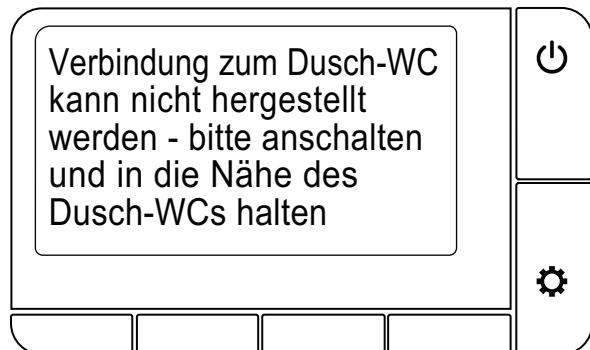 Verbindung zum Dusch-WC
kann nicht hergestellt
werden - bitte anschalten
und in die Nähe des
Dusch-WCs halten